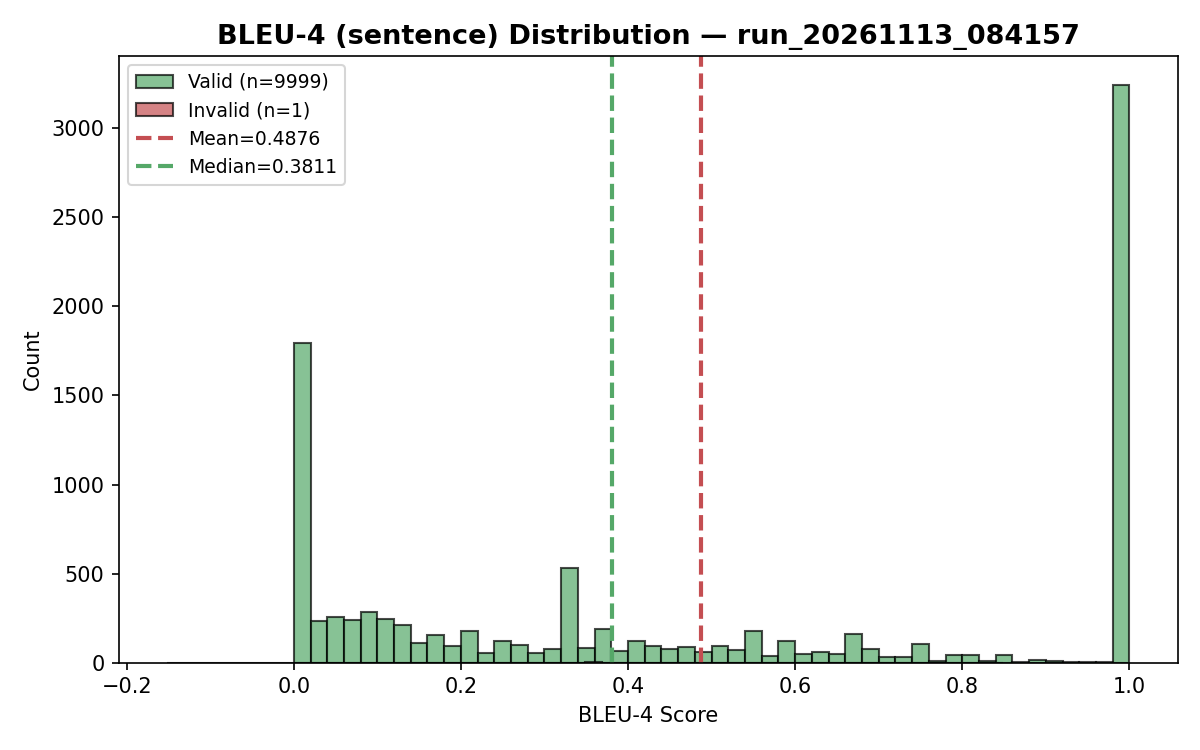 BLEU-4 (sentence) Distribution — run_20261113_084157
Valid (n=9999)
Invalid (n=1)
Mean=0.4876
Median=0.3811
Count
3000
2500
2000
1500
1000
500
0
−0.2
0.0
0.2
0.4
0.6
0.8
1.0
BLEU-4 Score